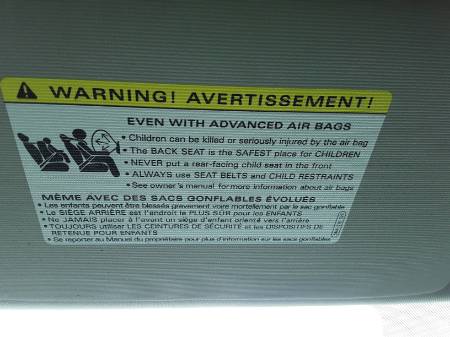 WARNING! AVERTISSEMENT!
EVEN WITH ADVANCED AIR BAGS
• Children can be killed or seriously injured by the air bag
• The BACK SEAT is the SAFEST place for CHILDREN
• NEVER put a rear-facing child seat in the front
• ALWAYS use SEAT BELTS and CHILD RESTRAINTS
• See owner's manual for more information about air bags
MÊME AVEC DES SACS GONFLABLES ÉVOLUÉS
• Les enfants peuvent être blessés gravement voire mortellement par le sac gonflable
• Le SIÈGE ARRIÈRE est l'endroit le PLUS SÛR pour les ENFANTS
• No JAMAIS placer à l'avant un siège d'enfant orienté vers l'arrière
• TOUJOURS utiliser LES CEINTURES DE SÉCURITÉ et les DISPOSITIFS DE
RETENUE POUR ENFANTS
• Se reporter au Manuel du propriétaire pour plus d'information sur les sacs gonflables